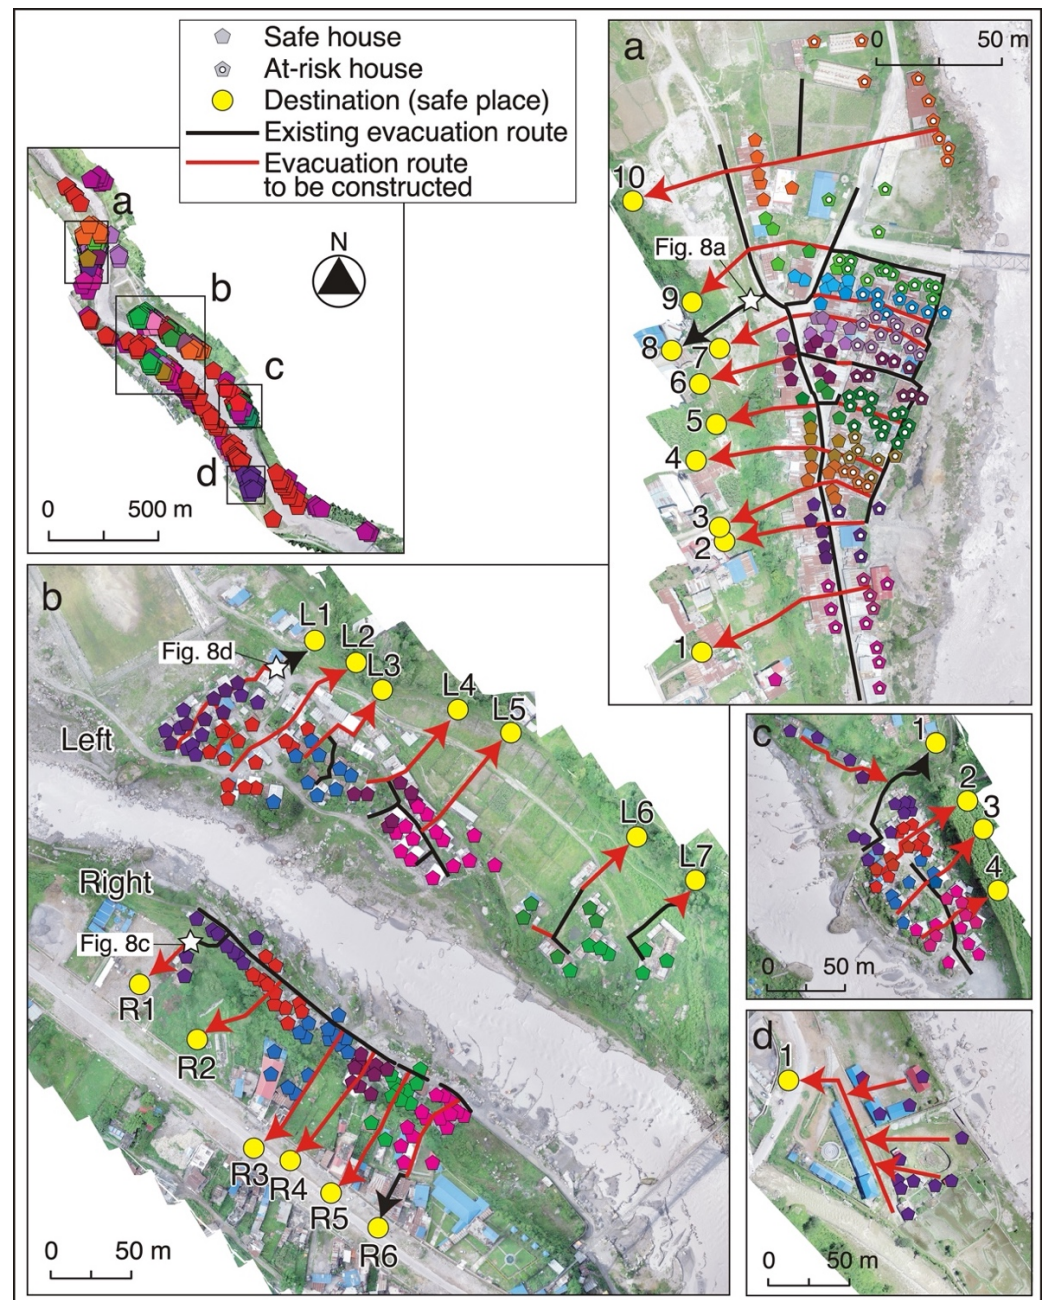 Safe house
At-risk house
Destination (safe place)
Existing evacuation route
Evacuation route
to be constructed
a
b
c
d
N
0 500 m
a
0 50 m
10
Fig. 8a
9
8
7
6
5
4
3
2
1
b
L1
L2
L3
L4
L5
L6
L7
Fig. 8d
Left
Right
Fig. 8c
R1
R2
R3
R4
R5
R6
0 50 m
c
1
2
3
4
0 50 m
d
1
0 50 m